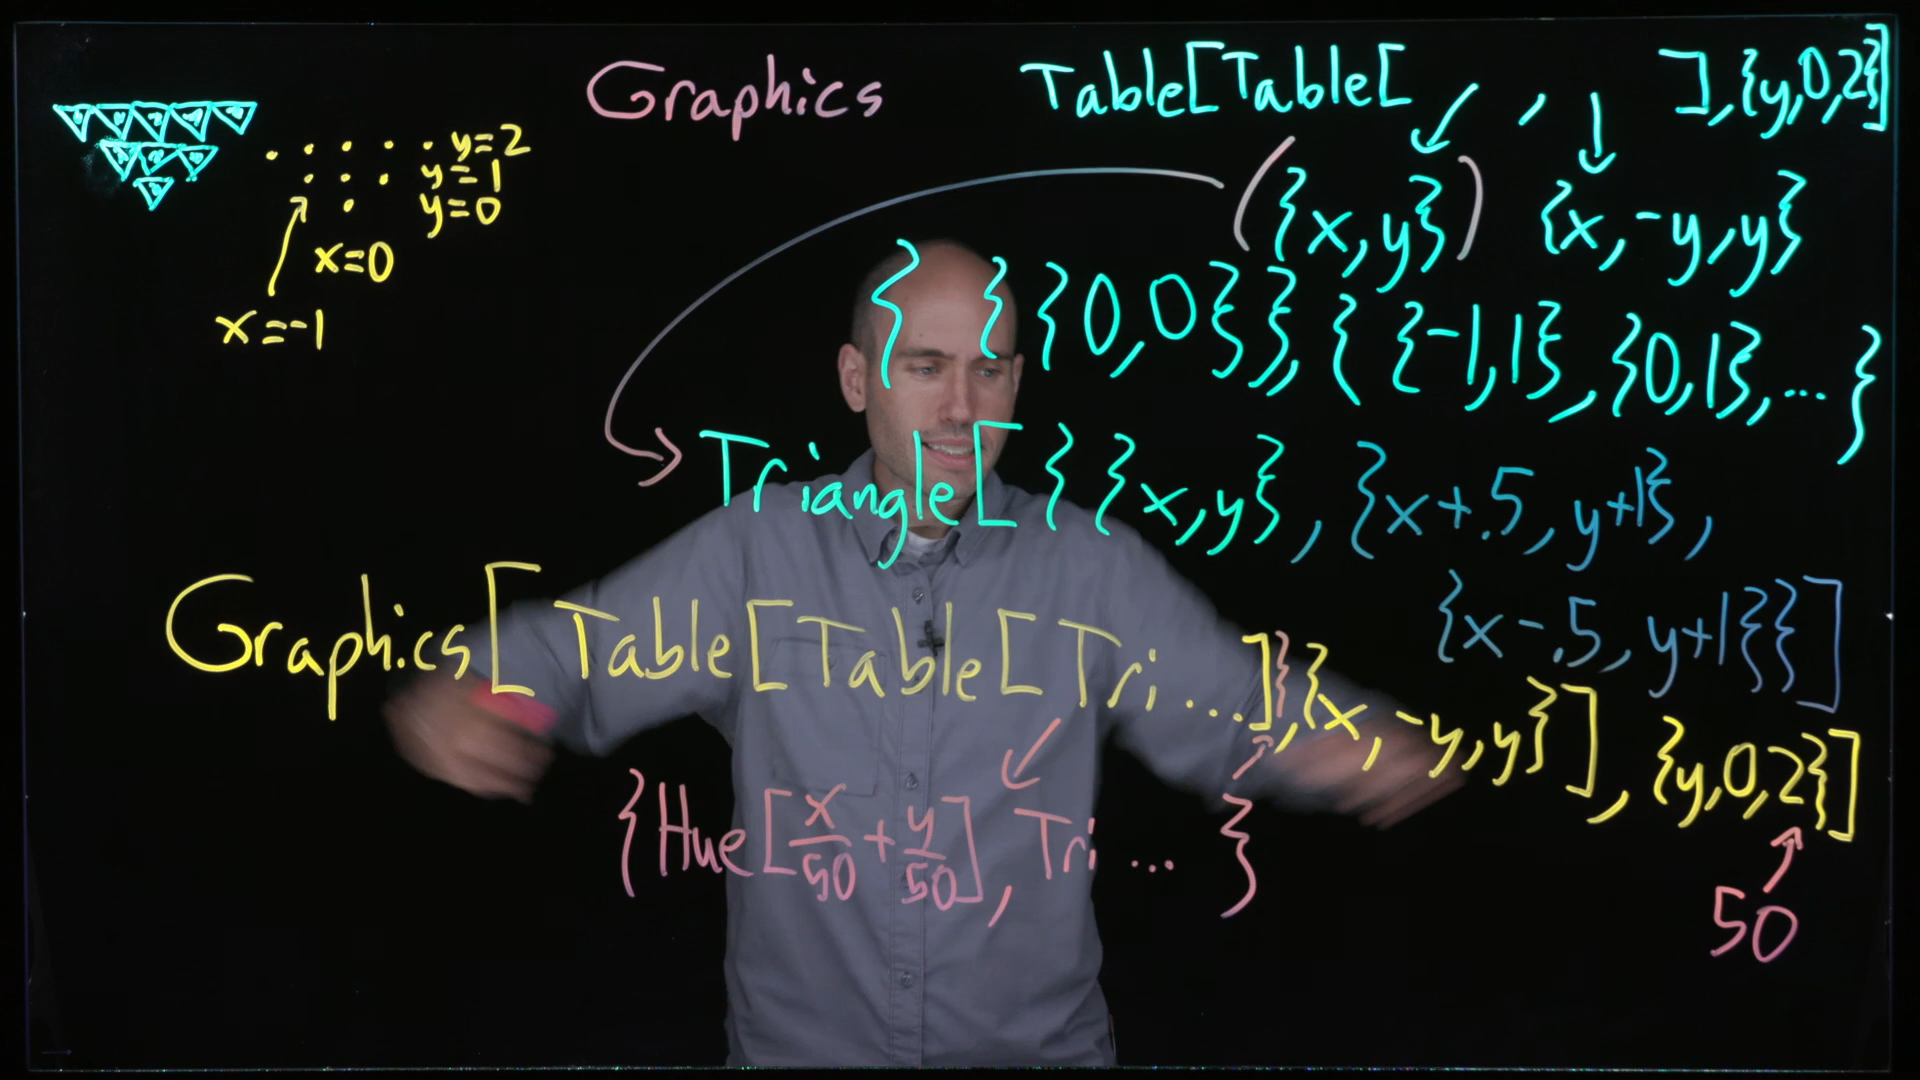 Graphics
Table[Table[ , ],{y,0,2}]
y=2
y=1
y=0
x=0
x=-1
({x,y}) {x,-y,y}
{{{0,0}},{{-1,1},{0,1},...}
Triangle[{{x,y},{x+.5,y+1},
{x-.5,y+1}}]
Graphics[Table[Table[Tri...]},{x,-y,y}],{y,0,2}]
{Hue[x/50+y/50],Tri...}
50